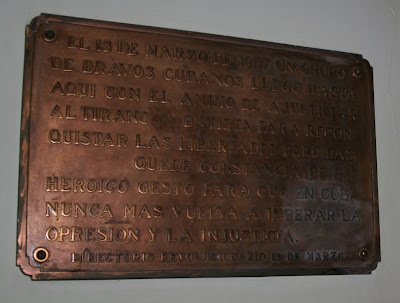 EL 13 DE MARZO DE 1957 UN GRUPO
DE BRAVOS CUBANOS LLEGO HASTA
AQUI CON EL ANIMO DE AJUSTICIAR
AL TIRANO BATISTA PARA RECON
QUISTAR LAS LIBERTADES PERDIDAS.
QUEDE CONSTANCIA DE
HEROICO GESTO PARA QUE EN CUBA
NUNCA MAS VUELVA A IMPERAR LA
OPRESION Y LA INJUSTICIA.
DIRECTORIO REVOLUCIONARIO 13 DE MARZO